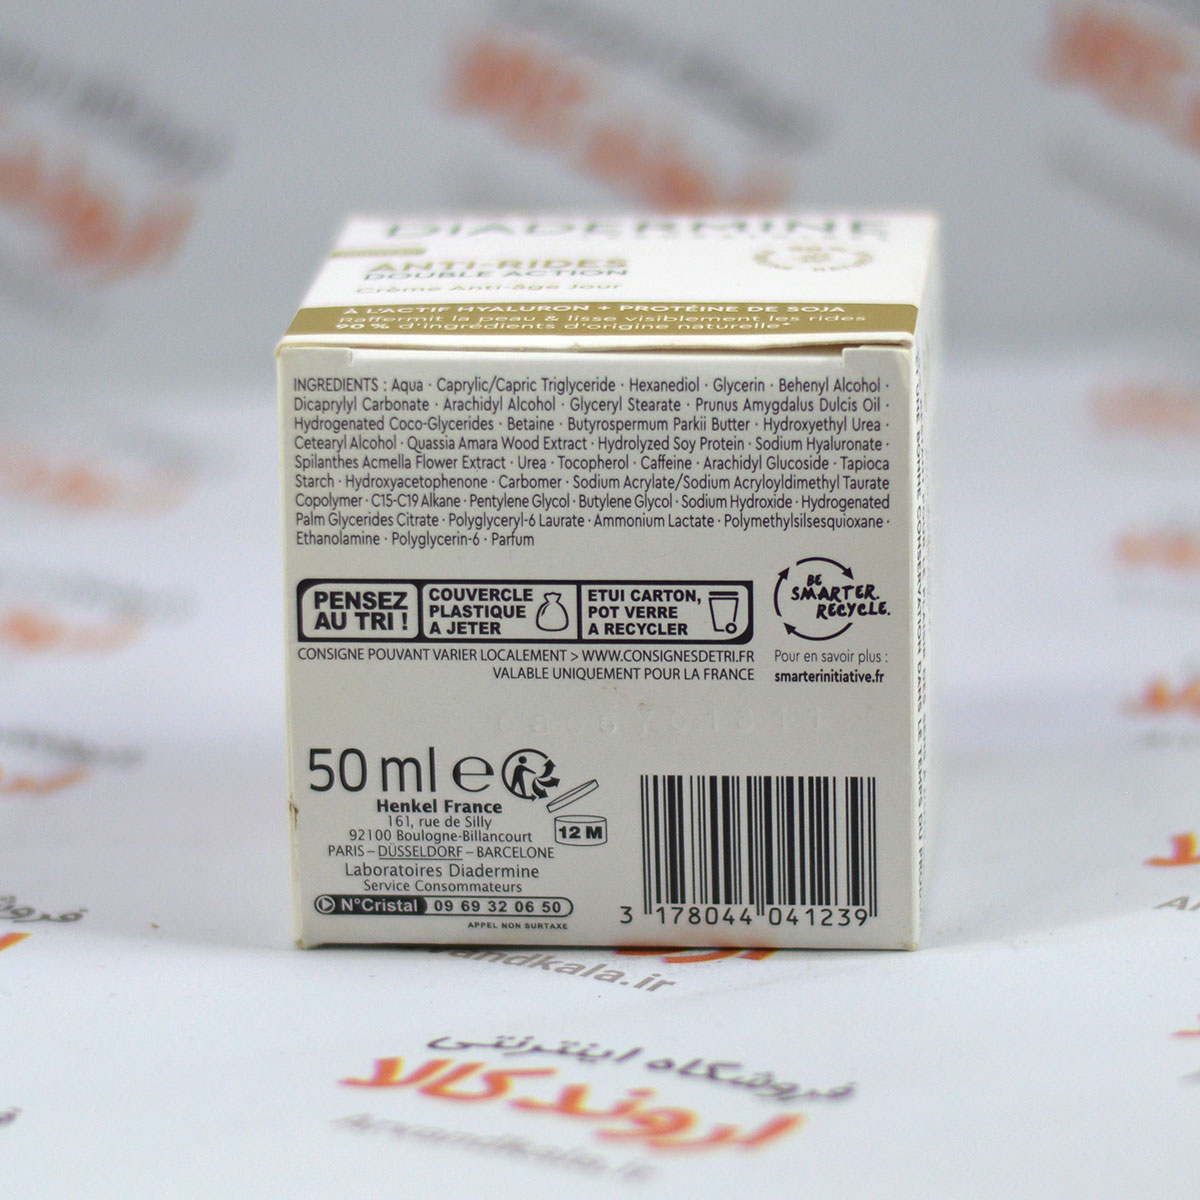 DIADERMINE
ANTI-RIDES
DOUBLE ACTION
Crème Anti-âge Jour
À L'ACTIF HYALURON + PROTÉINE DE SOJA
Raffermit la peau & lisse visiblement les rides
90 % d'ingrédients d'origine naturelle*
INGREDIENTS : Aqua · Caprylic/Capric Triglyceride · Hexanediol · Glycerin · Behenyl Alcohol ·
Dicaprylyl Carbonate · Arachidyl Alcohol · Glyceryl Stearate · Prunus Amygdalus Dulcis Oil ·
Hydrogenated Coco-Glycerides · Betaine · Butyrospermum Parkii Butter · Hydroxyethyl Urea ·
Cetearyl Alcohol · Quassia Amara Wood Extract · Hydrolyzed Soy Protein · Sodium Hyaluronate ·
Spilanthes Acmella Flower Extract · Urea · Tocopherol · Caffeine · Arachidyl Glucoside · Tapioca
Starch · Hydroxyacetophenone · Carbomer · Sodium Acrylate/Sodium Acryloyldimethyl Taurate
Copolymer · C15-C19 Alkane · Pentylene Glycol · Butylene Glycol · Sodium Hydroxide · Hydrogenated
Palm Glycerides Citrate · Polyglyceryl-6 Laurate · Ammonium Lactate · Polymethylsilsesquioxane ·
Ethanolamine · Polyglycerin-6 · Parfum
PENSEZ
AU TRI !
COUVERCLE
PLASTIQUE
A JETER
ETUI CARTON,
POT VERRE
A RECYCLER
BE
SMARTER.
RECYCLE.
CONSIGNE POUVANT VARIER LOCALEMENT > WWW.CONSIGNESDETRI.FR
VALABLE UNIQUEMENT POUR LA FRANCE
Pour en savoir plus :
smarterinitiative.fr
50 ml e
12 M
Henkel France
161, rue de Silly
92100 Boulogne-Billancourt
PARIS – DÜSSELDORF – BARCELONE
Laboratoires Diadermine
Service Consommateurs
N°Cristal 09 69 32 06 50
APPEL NON SURTAXE
3 178044 041239
Arvandkala.ir
فروشگاه اینترنتی
اروند کالا
Arvandkala.ir